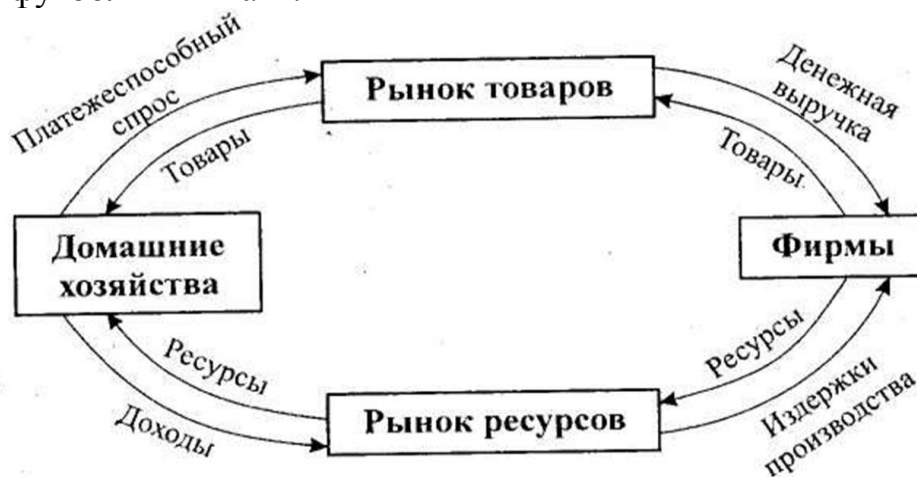 Платежеспособный
спрос
Рынок товаров
Денежная
выручка
Товары
Товары
Домашние
хозяйства
Фирмы
Ресурсы
Ресурсы
Доходы
Рынок ресурсов
Издержки
производства